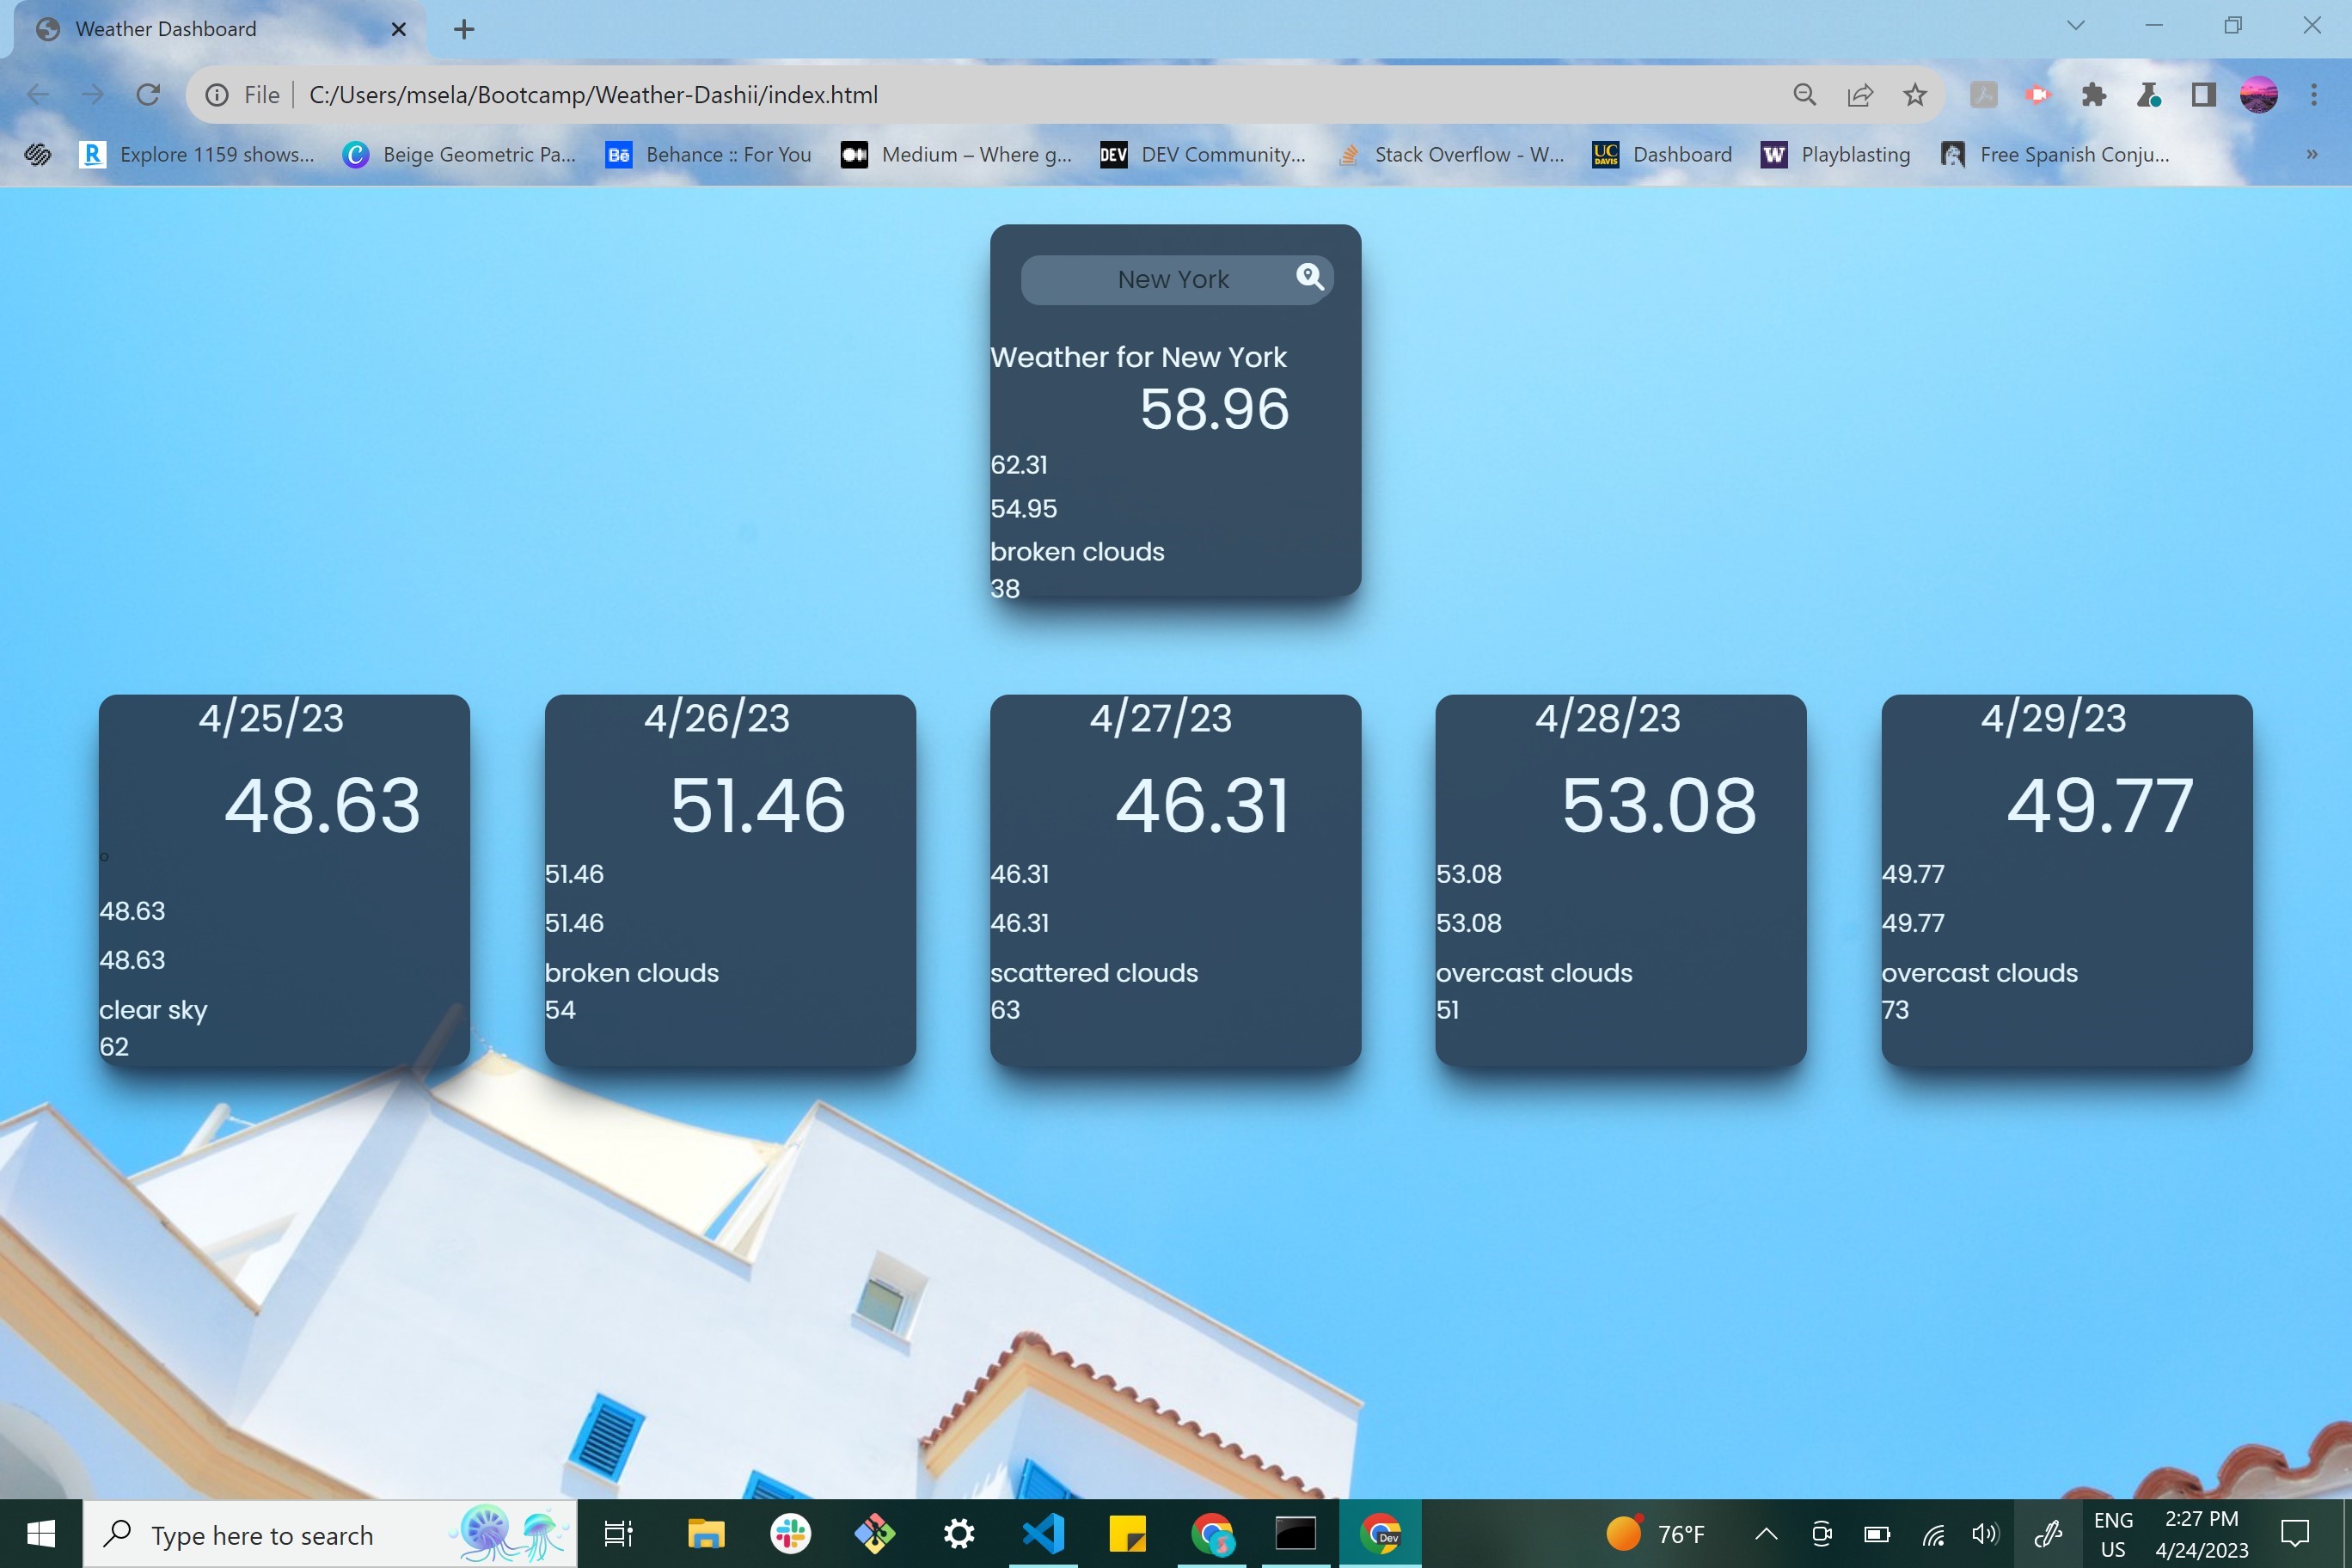 Weather Dashboard
File C:/Users/msela/Bootcamp/Weather-Dashii/index.html
R Explore 1159 shows... C Beige Geometric Pa... Bē Behance :: For You Medium – Where g... DEV DEV Community... Stack Overflow - W... UC DAVIS Dashboard W Playblasting Free Spanish Conju... »
New York
Weather for New York
58.96
62.31
54.95
broken clouds
38
4/25/23
48.63
°
48.63
48.63
clear sky
62
4/26/23
51.46
51.46
51.46
broken clouds
54
4/27/23
46.31
46.31
46.31
scattered clouds
63
4/28/23
53.08
53.08
53.08
overcast clouds
51
4/29/23
49.77
49.77
49.77
overcast clouds
73
Type here to search
Dev
76°F
ENG
US
2:27 PM
4/24/2023